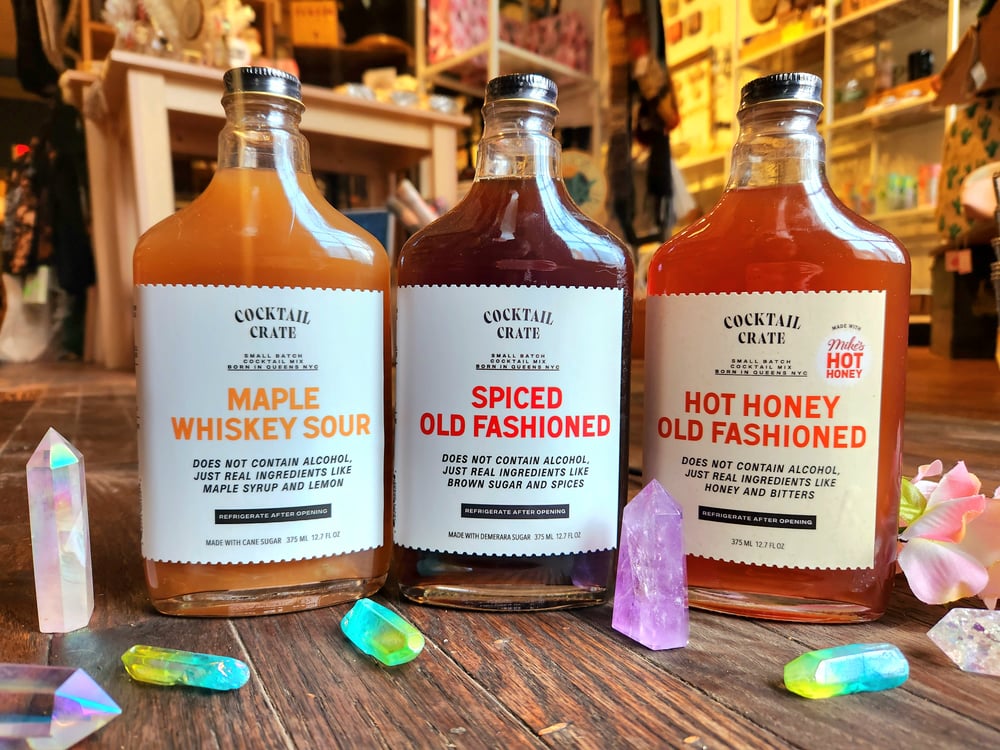 COCKTAIL
CRATE
SMALL BATCH
COCKTAIL MIX
BORN IN QUEENS NYC
MAPLE
WHISKEY SOUR
DOES NOT CONTAIN ALCOHOL,
JUST REAL INGREDIENTS LIKE
MAPLE SYRUP AND LEMON
REFRIGERATE AFTER OPENING
MADE WITH CANE SUGAR 375 ML 12.7 FL OZ
COCKTAIL
CRATE
SMALL BATCH
COCKTAIL MIX
BORN IN QUEENS NYC
SPICED
OLD FASHIONED
DOES NOT CONTAIN ALCOHOL,
JUST REAL INGREDIENTS LIKE
BROWN SUGAR AND SPICES
REFRIGERATE AFTER OPENING
MADE WITH DEMERARA SUGAR 375 ML 12.7 FL OZ
COCKTAIL
CRATE
SMALL BATCH
COCKTAIL MIX
BORN IN QUEENS NYC
MADE WITH
Mike's
HOT
HONEY
HOT HONEY
OLD FASHIONED
DOES NOT CONTAIN ALCOHOL,
JUST REAL INGREDIENTS LIKE
HONEY AND BITTERS
REFRIGERATE AFTER OPENING
375 ML 12.7 FL OZ